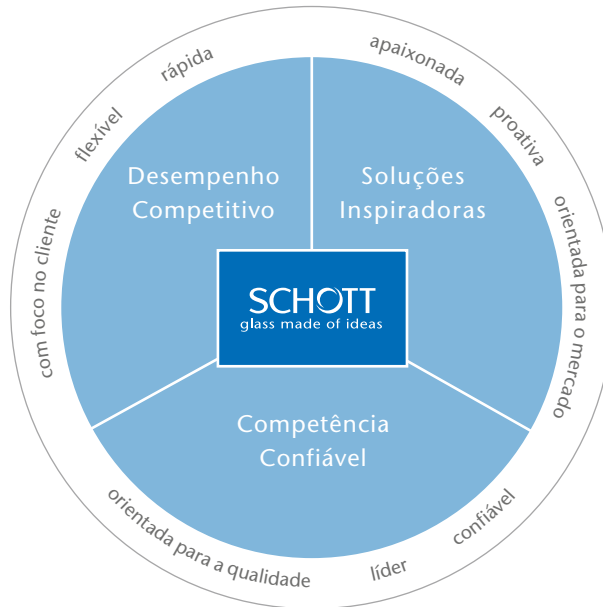 rápida
flexível
com foco no cliente
apaixonada
proativa
orientada para o mercado
Desempenho
Competitivo
Soluções
Inspiradoras
SCHOTT
glass made of ideas
Competência
Confiável
orientada para a qualidade
líder
confiável